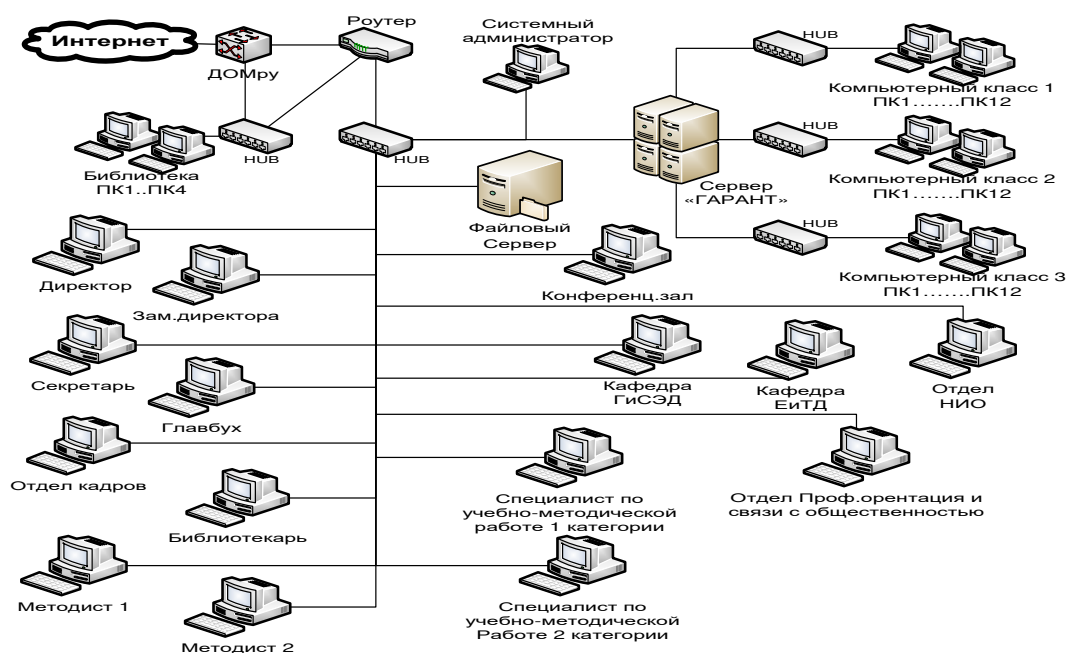 Интернет
ДОМру
Роутер
Системный
администратор
HUB
Компьютерный класс 1
ПК1.......ПК12
HUB
Библиотека
ПК1..ПК4
HUB
HUB
Компьютерный класс 2
ПК1.......ПК12
Сервер
«ГАРАНТ»
Файловый
Сервер
HUB
Компьютерный класс 3
ПК1.......ПК12
Директор
Зам.директора
Конференц.зал
Секретарь
Главбух
Кафедра
ГиСЭД
Кафедра
ЕиТД
Отдел
НИО
Отдел кадров
Библиотекарь
Специалист по
учебно-методической
работе 1 категории
Отдел Проф.орентация и
связи с общественностью
Методист 1
Методист 2
Специалист по
учебно-методической
Работе 2 категории